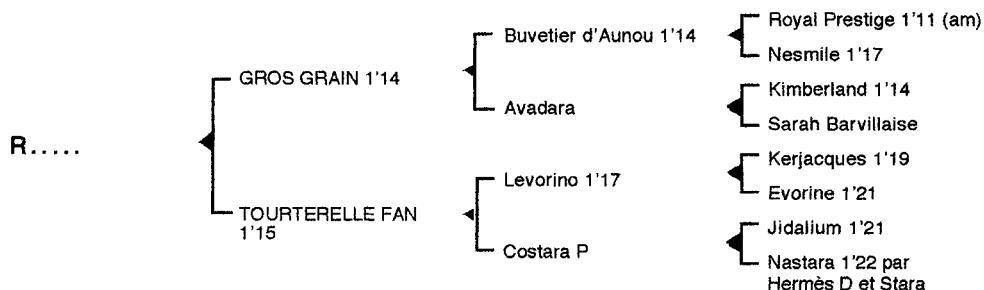 Royal Prestige 1'11 (am)
Buvetier d'Aunou 1'14
Nesmile 1'17
GROS GRAIN 1'14
Kimberland 1'14
Avadara
Sarah Barvillaise
R.....
Kerjacques 1'19
Levorino 1'17
Evorine 1'21
TOURTERELLE FAN
1'15
Jidalium 1'21
Costara P
Nastara 1'22 par
Hermès D et Stara